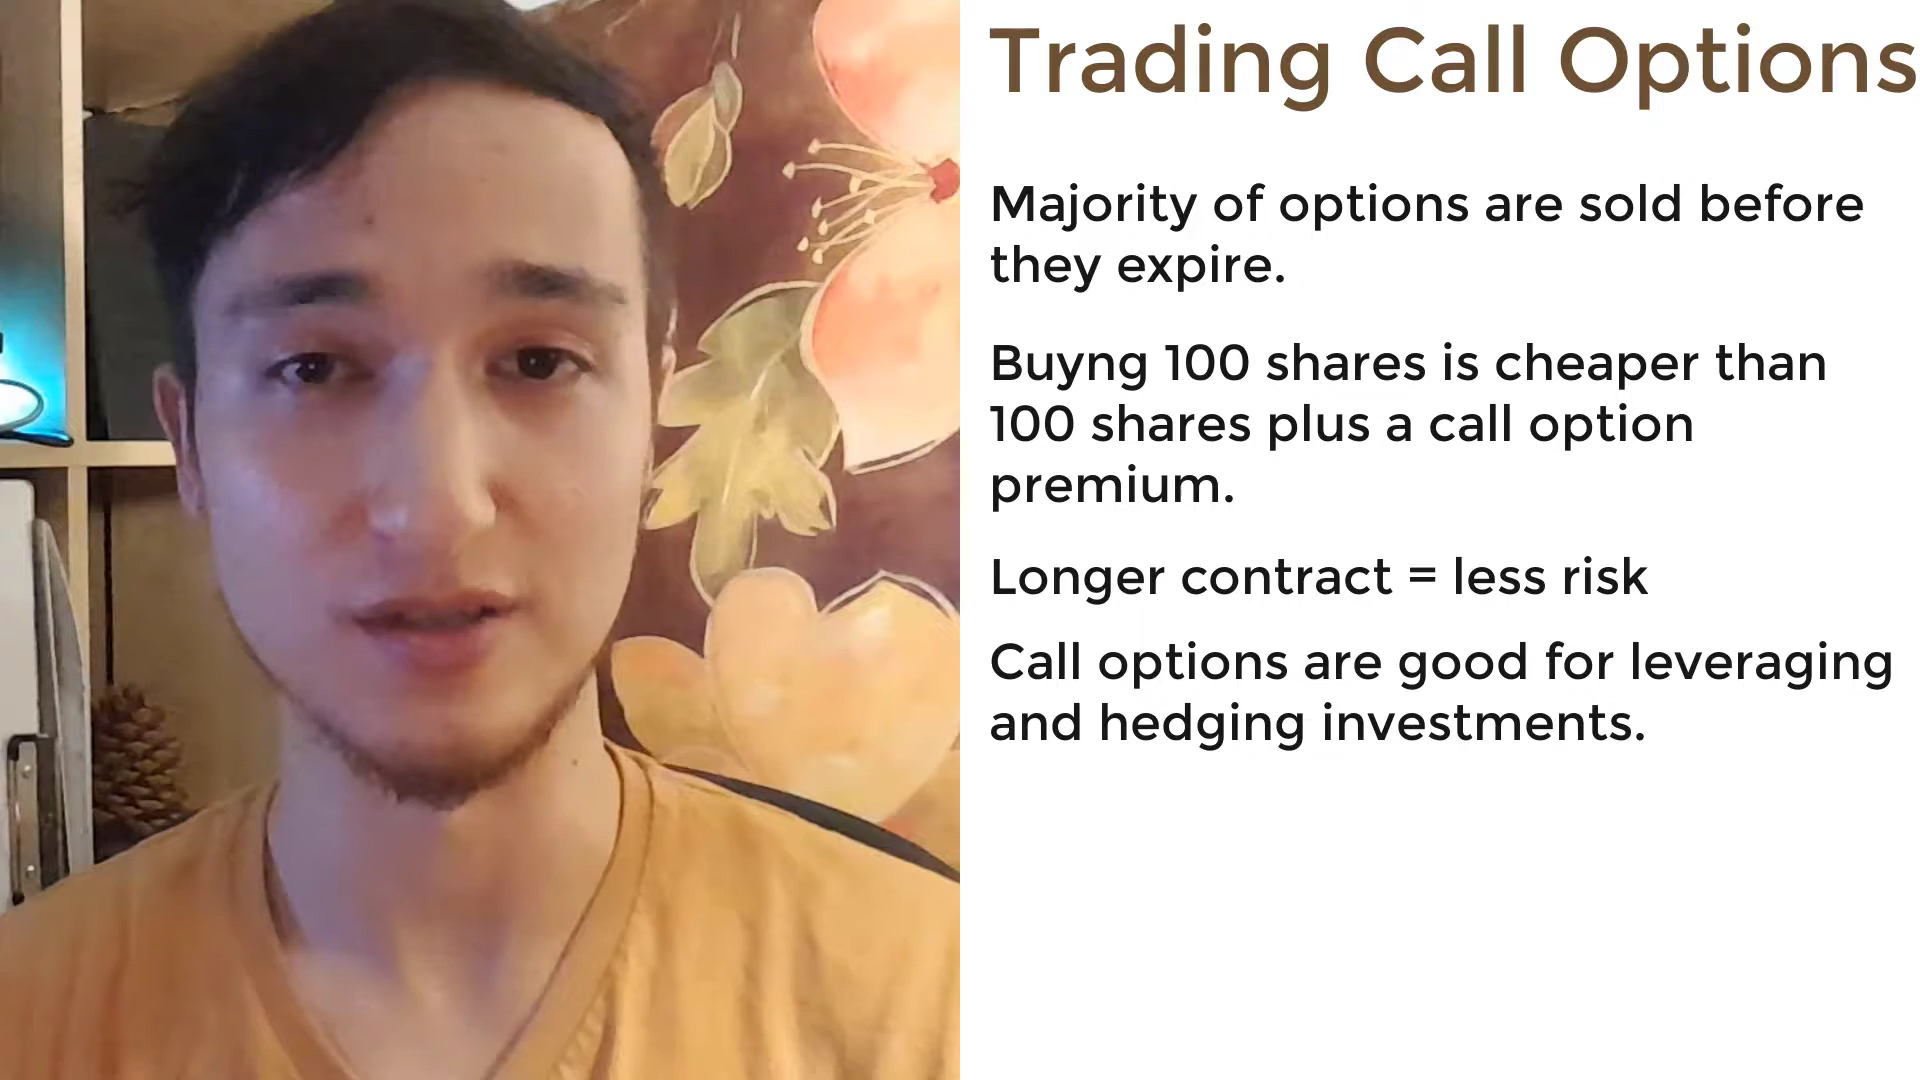 Trading Call Options
Majority of options are sold before
they expire.
Buyng 100 shares is cheaper than
100 shares plus a call option
premium.
Longer contract = less risk
Call options are good for leveraging
and hedging investments.